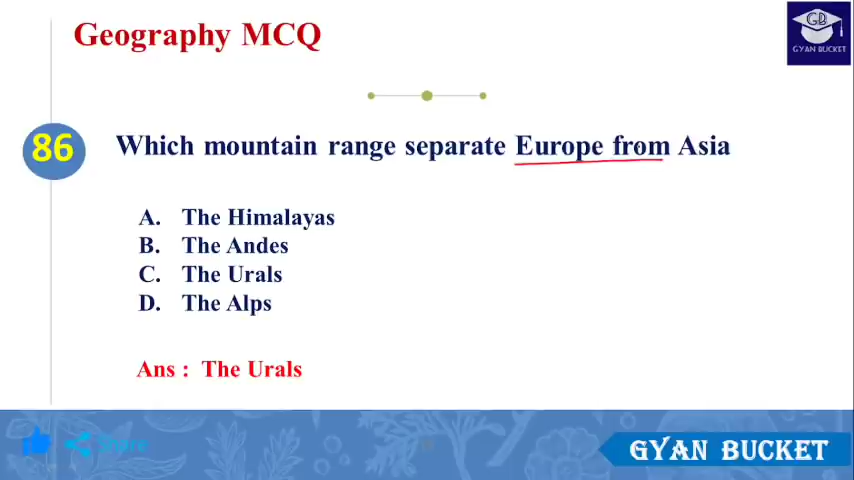 Geography MCQ
GB
GYAN BUCKET
86
Which mountain range separate Europe from Asia
A. The Himalayas
B. The Andes
C. The Urals
D. The Alps
Ans : The Urals
Share
GYAN BUCKET